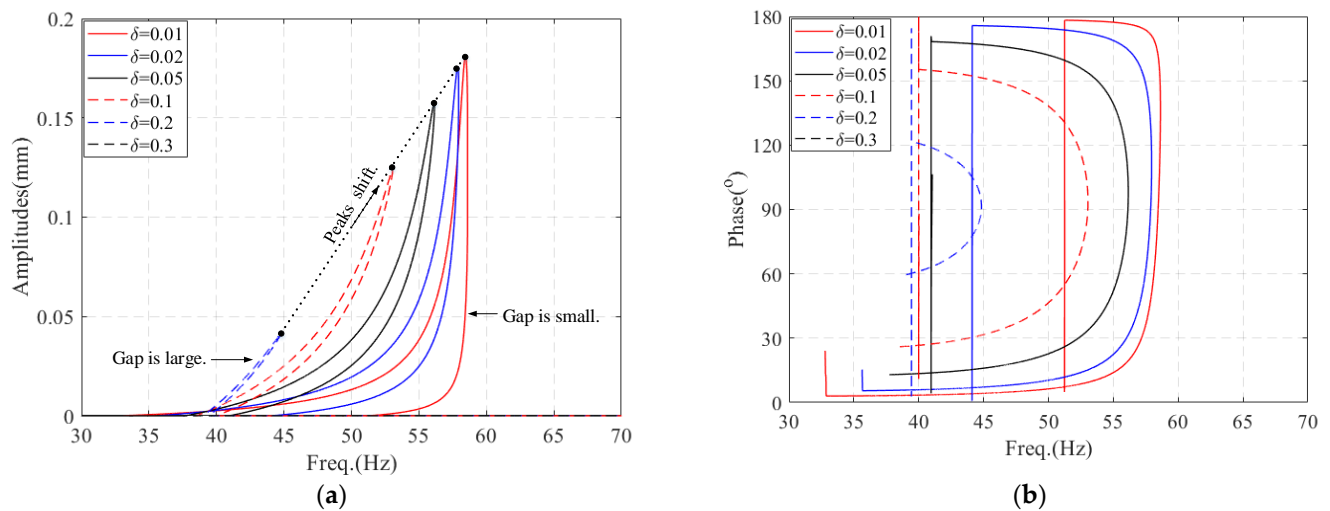 0.2
0.15
0.1
0.05
0
Amplitudes(mm)
δ=0.01
δ=0.02
δ=0.05
δ=0.1
δ=0.2
δ=0.3
Peaks shift.
Gap is large.
Gap is small.
30 35 40 45 50 55 60 65 70
Freq.(Hz)
(a)
180
150
120
90
60
30
0
Phase(°)
δ=0.01
δ=0.02
δ=0.05
δ=0.1
δ=0.2
δ=0.3
30 35 40 45 50 55 60 65 70
Freq.(Hz)
(b)